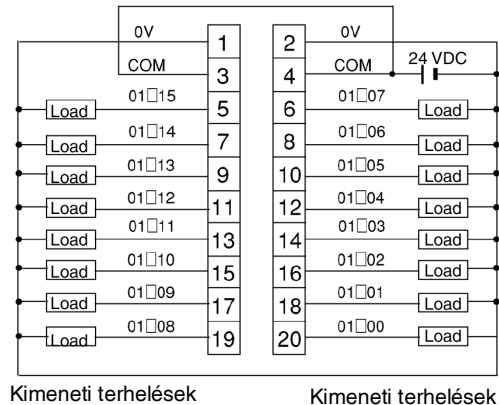 0V 1 2 0V
COM 3 4 COM 24 VDC
Load 01□15 5 6 01□07 Load
Load 01□14 7 8 01□06 Load
Load 01□13 9 10 01□05 Load
Load 01□12 11 12 01□04 Load
Load 01□11 13 14 01□03 Load
Load 01□10 15 16 01□02 Load
Load 01□09 17 18 01□01 Load
Load 01□08 19 20 01□00 Load
Kimeneti terhelések Kimeneti terhelések